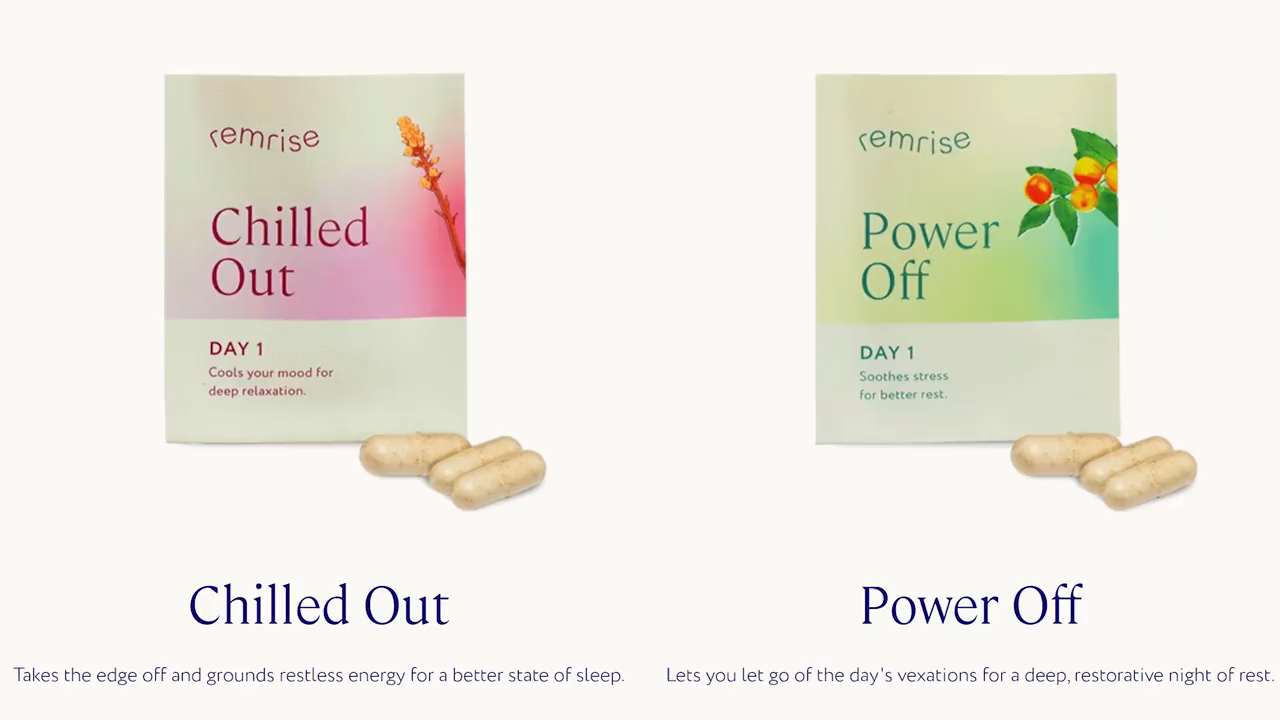 remrise
Chilled
Out
DAY 1
Cools your mood for
deep relaxation.
remrise
Power
Off
DAY 1
Soothes stress
for better rest.
Chilled Out
Takes the edge off and grounds restless energy for a better state of sleep.
Power Off
Lets you let go of the day's vexations for a deep, restorative night of rest.